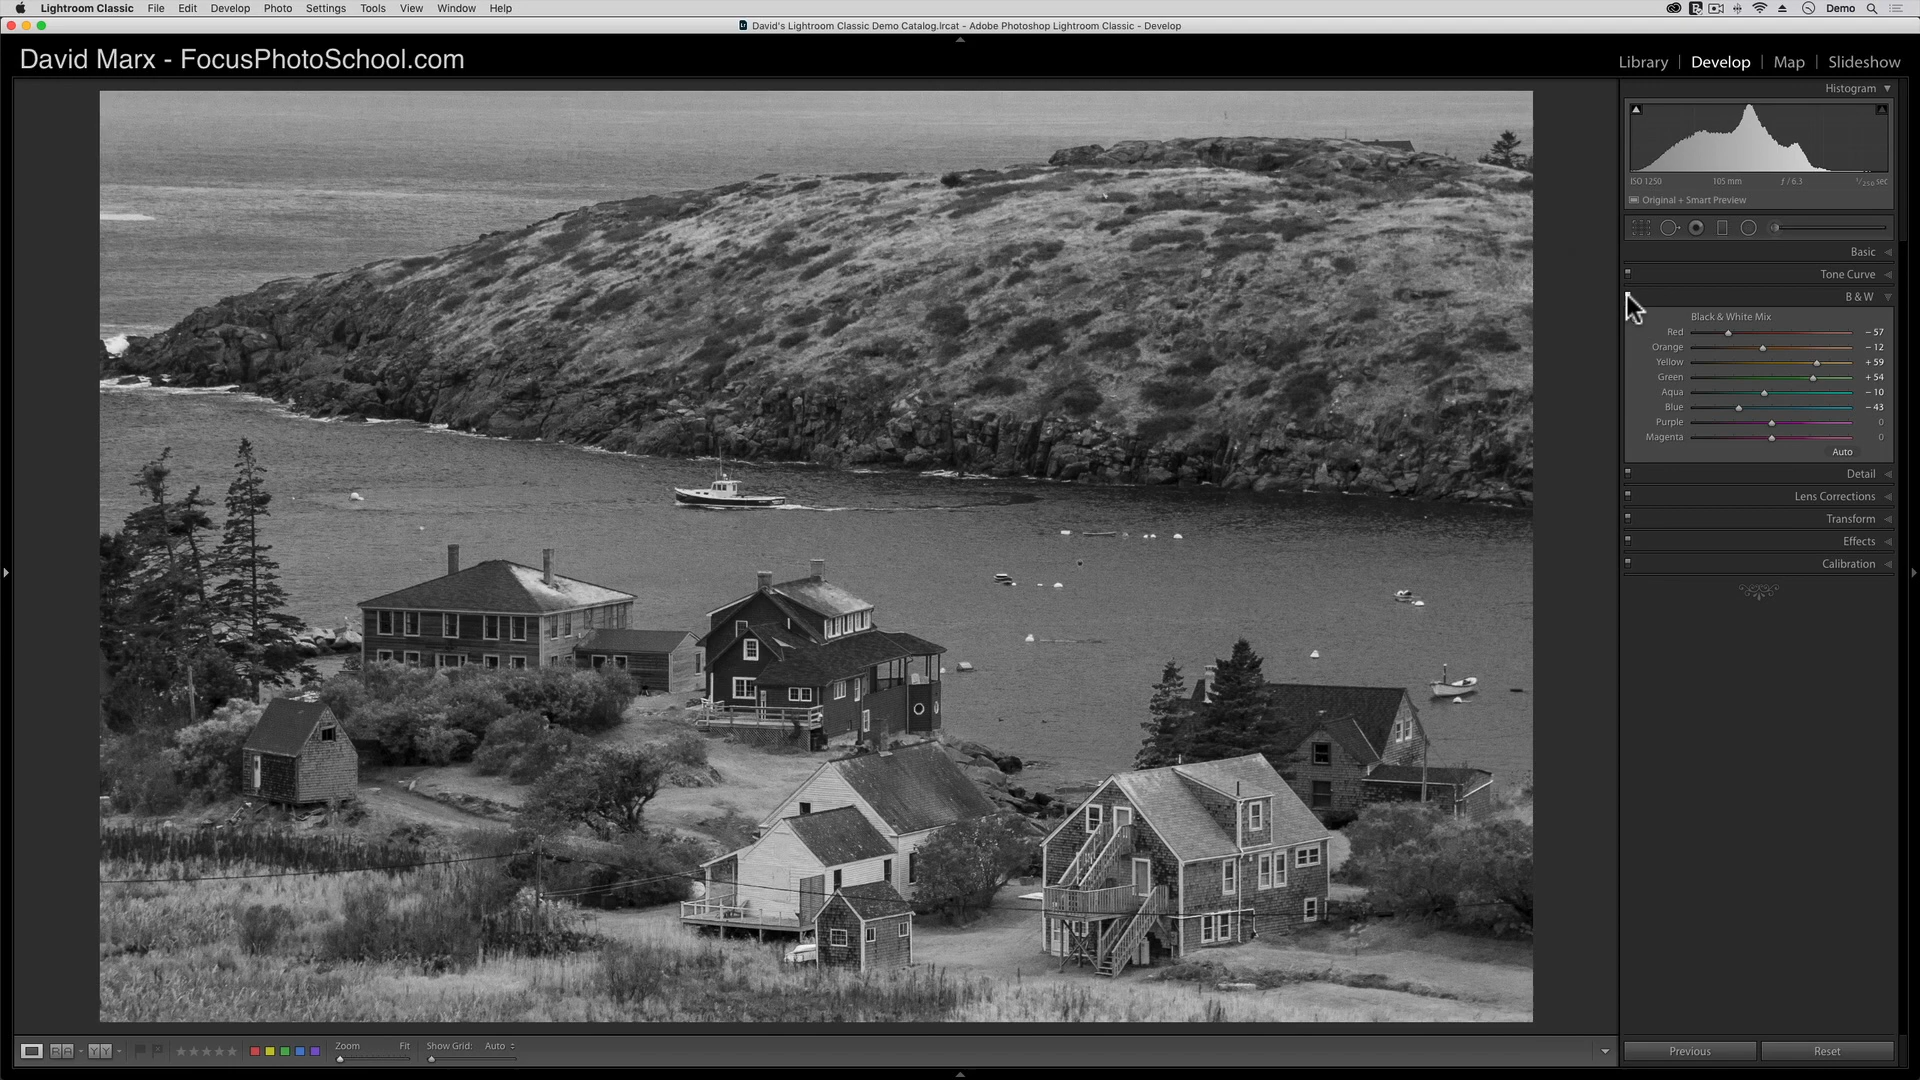 Lightroom Classic File Edit Develop Photo Settings Tools View Window Help Demo
David's Lightroom Classic Demo Catalog.lrcat - Adobe Photoshop Lightroom Classic - Develop
David Marx - FocusPhotoSchool.com
Library | Develop | Map | Slideshow
Histogram
ISO 1250 105 mm ƒ / 6.3 1/250 sec
Original + Smart Preview
Basic
Tone Curve
B & W
Black & White Mix
Red - 57
Orange - 12
Yellow + 59
Green + 54
Aqua - 10
Blue - 43
Purple 0
Magenta 0
Auto
Detail
Lens Corrections
Transform
Effects
Calibration
Zoom Fit Show Grid: Auto
Previous Reset